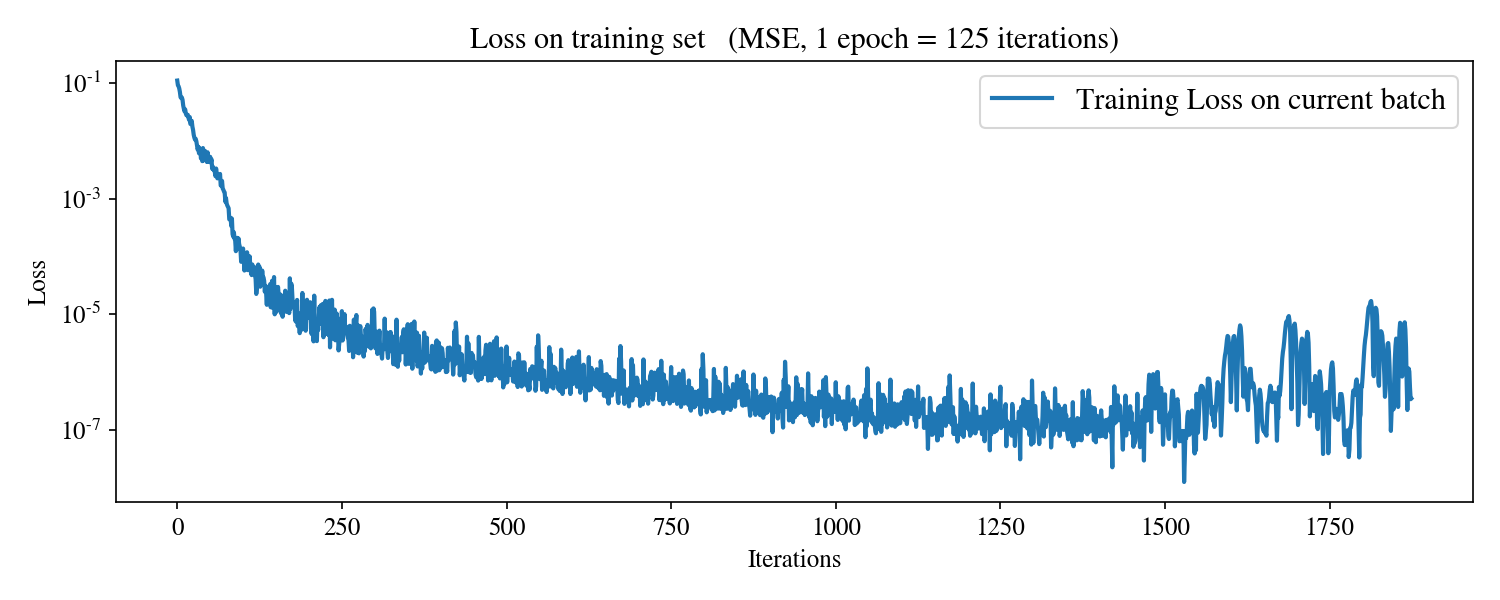 Loss on training set (MSE, 1 epoch = 125 iterations)
Training Loss on current batch
Loss
10-1
10-3
10-5
10-7
0 250 500 750 1000 1250 1500 1750
Iterations